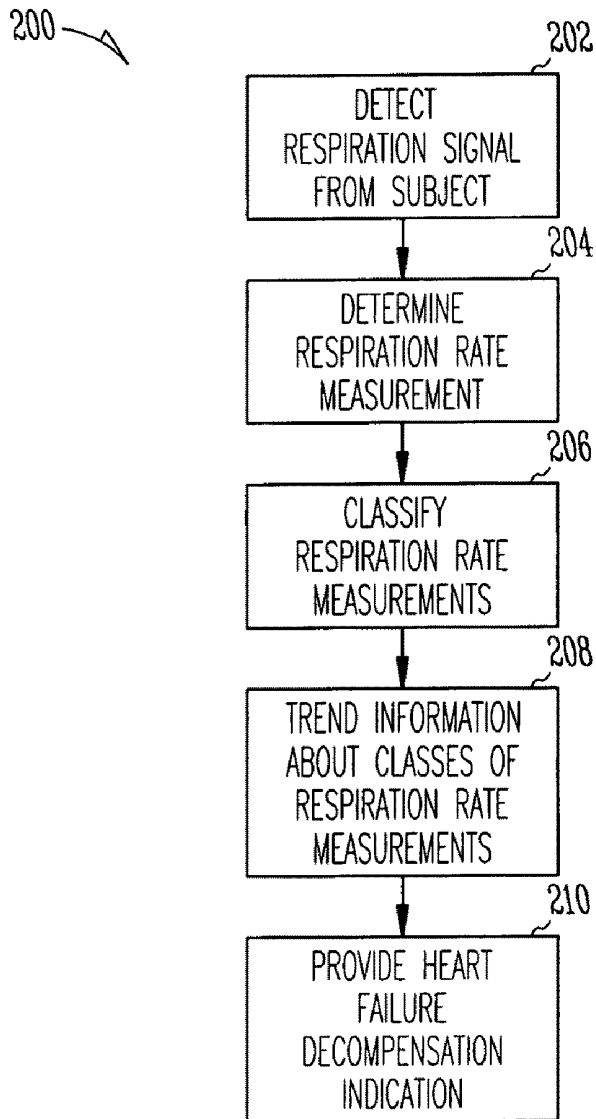 200
202
DETECT
RESPIRATION SIGNAL
FROM SUBJECT
204
DETERMINE
RESPIRATION RATE
MEASUREMENT
206
CLASSIFY
RESPIRATION RATE
MEASUREMENTS
208
TREND INFORMATION
ABOUT CLASSES OF
RESPIRATION RATE
MEASUREMENTS
210
PROVIDE HEART
FAILURE
DECOMPENSATION
INDICATION